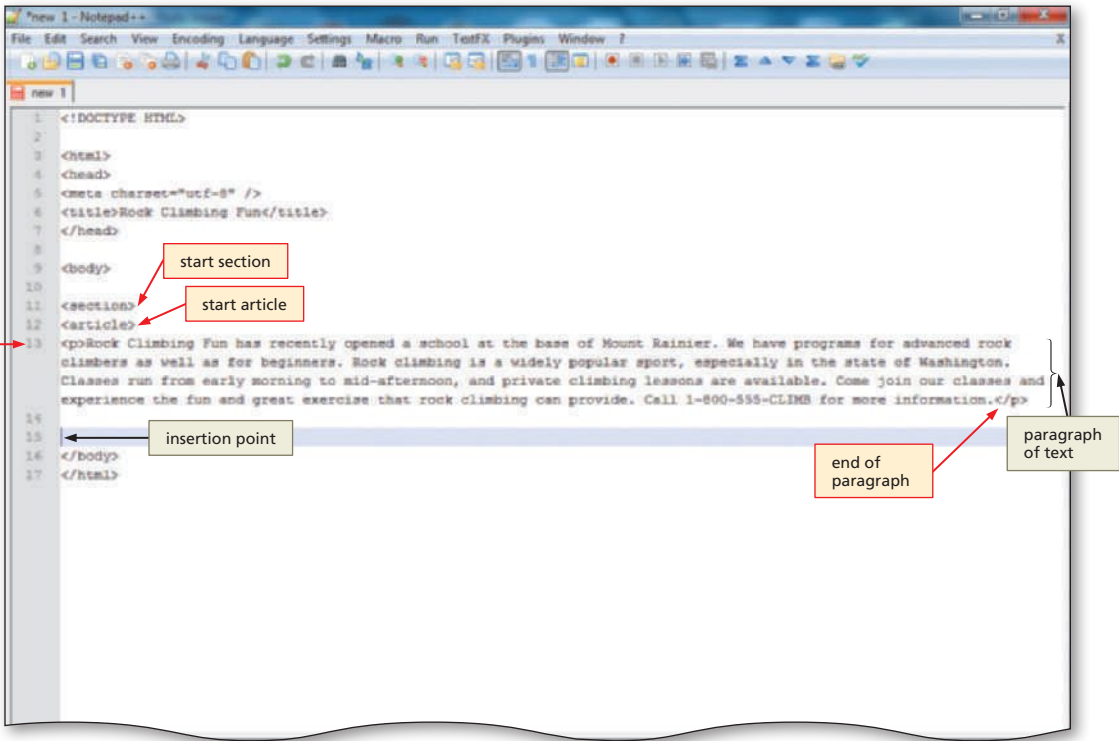 *new 1 - Notepad++
File Edit Search View Encoding Language Settings Macro Run TextFX Plugins Window ? X
new 1
1 <!DOCTYPE HTML>
2
3 <html>
4 <head>
5 <meta charset="utf-8" />
6 <title>Rock Climbing Fun</title>
7 </head>
8
9 <body>
start section
10
11 <section>
start article
12 <article>
13 <p>Rock Climbing Fun has recently opened a school at the base of Mount Rainier. We have programs for advanced rock
climbers as well as for beginners. Rock climbing is a widely popular sport, especially in the state of Washington.
Classes run from early morning to mid-afternoon, and private climbing lessons are available. Come join our classes and
experience the fun and great exercise that rock climbing can provide. Call 1-800-555-CLIMB for more information.</p>
14
15
insertion point
paragraph
of text
16 </body>
end of
paragraph
17 </html>